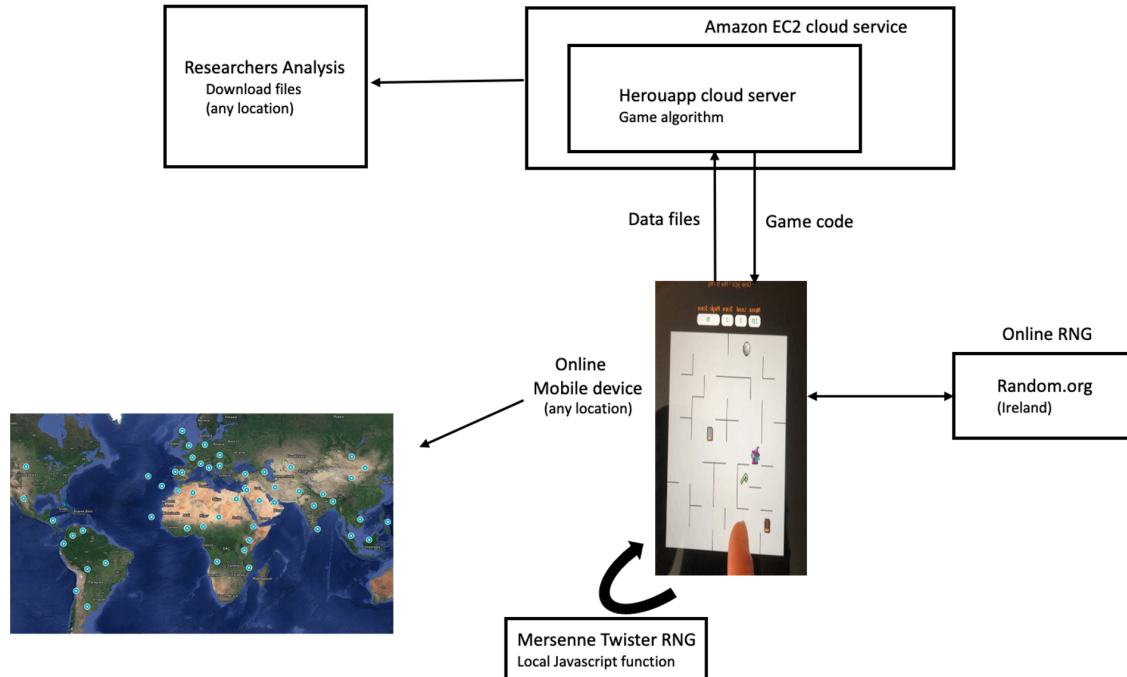 Amazon EC2 cloud service
Researchers Analysis
Download files
(any location)
Herouapp cloud server
Game algorithm
Data files
Game code
Online RNG
Online
Mobile device
(any location)
Random.org
(Ireland)
Mersenne Twister RNG
Local Javascript function